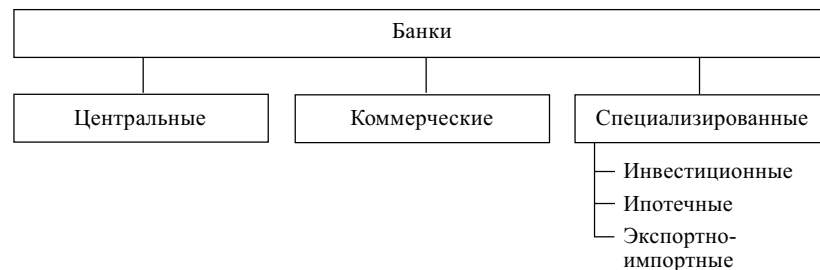 Банки
Центральные
Коммерческие
Специализированные
Инвестиционные
Ипотечные
Экспортно-
импортные